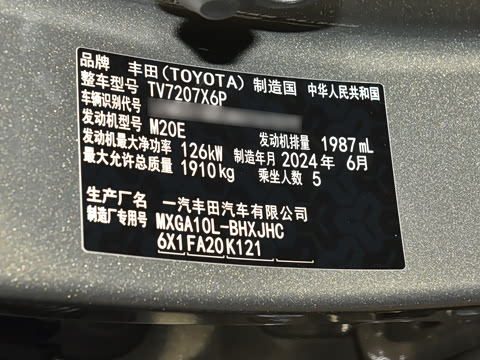 品牌 丰田(TOYOTA) 制造国 中华人民共和国
整车型号 TV7207X6P
车辆识别代号
发动机型号 M20E 发动机排量 1987mL
发动机最大净功率 126kW 制造年月 2024年 6月
最大允许总质量 1910kg 乘坐人数 5
生产厂名 一汽丰田汽车有限公司
制造厂专用号 MXGA10L-BHXJHC
6X1FA20K121